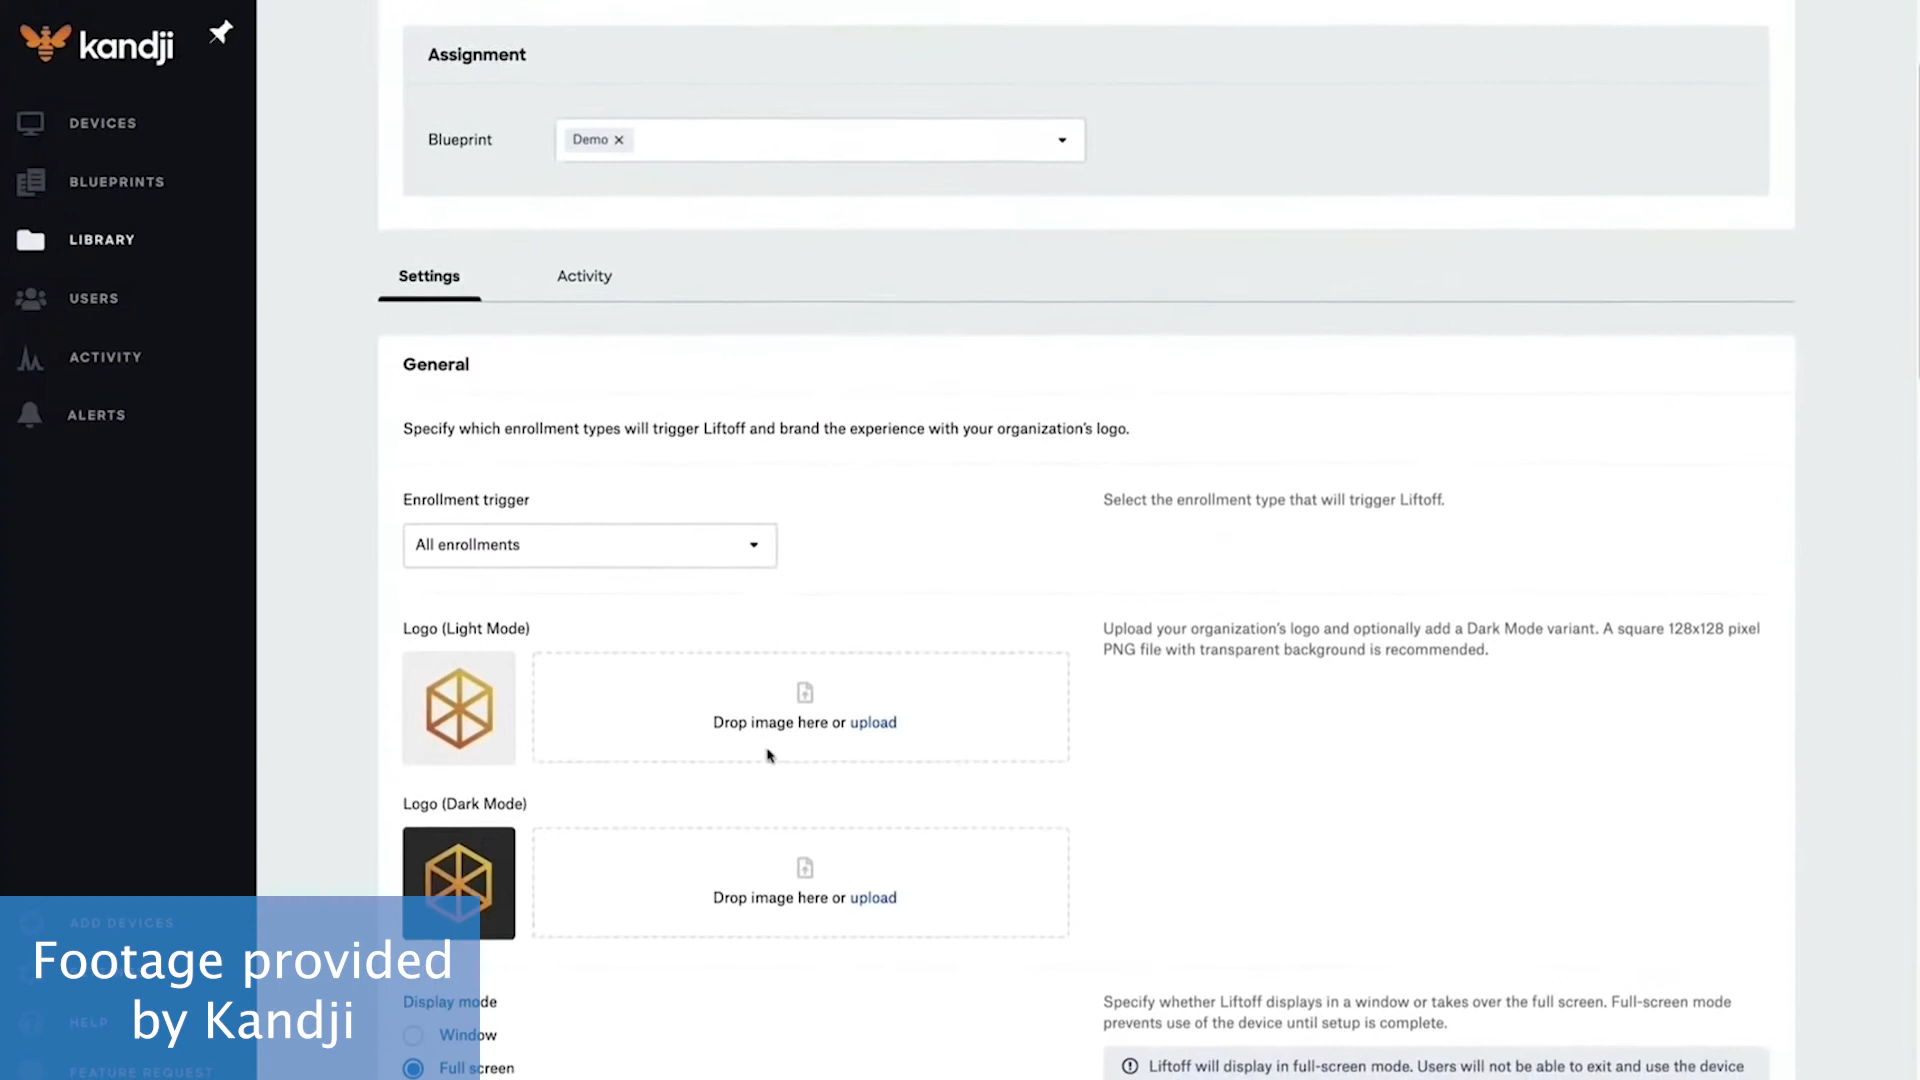 kandji
DEVICES
BLUEPRINTS
LIBRARY
USERS
ACTIVITY
ALERTS
ADD DEVICES
HELP
FEATURE REQUEST
Footage provided
by Kandji
Assignment
Blueprint
Demo
Settings
Activity
General
Specify which enrollment types will trigger Liftoff and brand the experience with your organization's logo.
Enrollment trigger
All enrollments
Select the enrollment type that will trigger Liftoff.
Logo (Light Mode)
Drop image here or upload
Upload your organization's logo and optionally add a Dark Mode variant. A square 128x128 pixel
PNG file with transparent background is recommended.
Logo (Dark Mode)
Drop image here or upload
Display mode
Window
Full screen
Specify whether Liftoff displays in a window or takes over the full screen. Full-screen mode
prevents use of the device until setup is complete.
Liftoff will display in full-screen mode. Users will not be able to exit and use the device